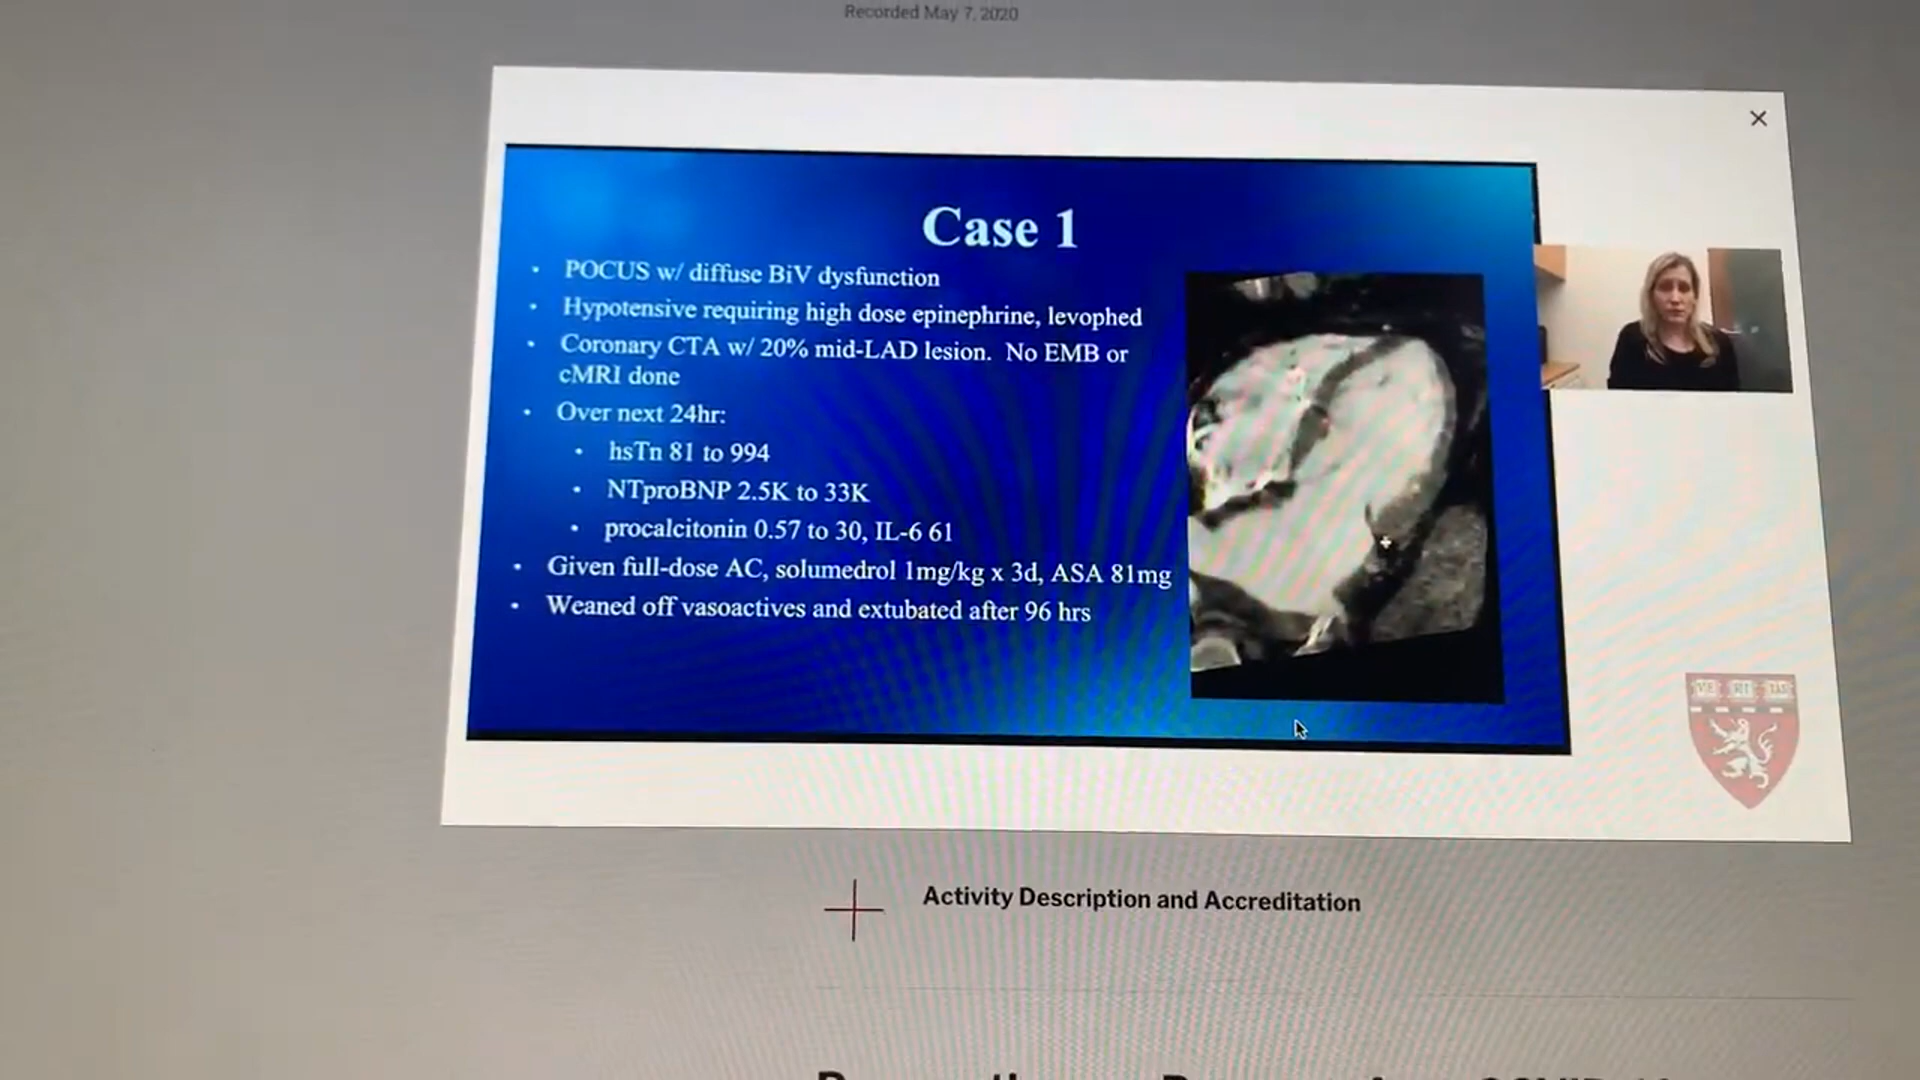 Recorded May 7, 2020
Case 1
• POCUS w/ diffuse BiV dysfunction
• Hypotensive requiring high dose epinephrine, levophed
• Coronary CTA w/ 20% mid-LAD lesion. No EMB or
cMRI done
• Over next 24hr:
• hsTn 81 to 994
• NTproBNP 2.5K to 33K
• procalcitonin 0.57 to 30, IL-6 61
• Given full-dose AC, solumedrol 1mg/kg x 3d, ASA 81mg
• Weaned off vasoactives and extubated after 96 hrs
VE RI TAS
Activity Description and Accreditation